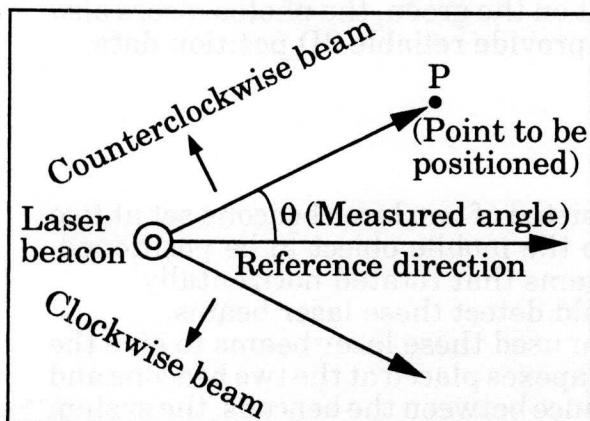 Counterclockwise beam
P
(Point to be
positioned)
θ (Measured angle)
Laser
beacon
Reference direction
Clockwise beam